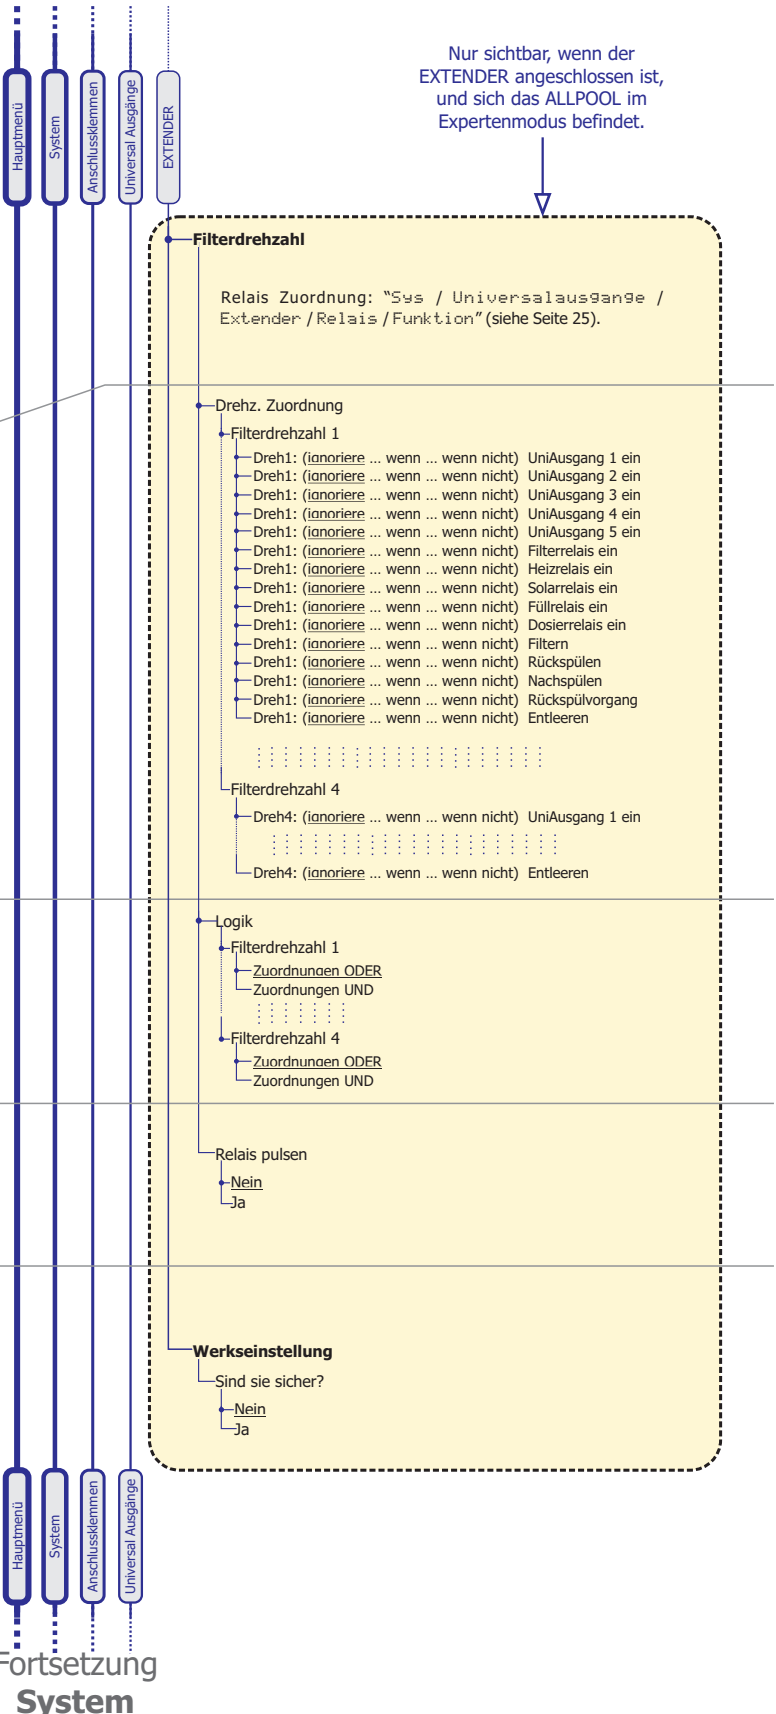 Hauptmenü
System
Anschlussklemmen
Universal Ausgänge
EXTENDER
Nur sichtbar, wenn der
EXTENDER angeschlossen ist,
und sich das ALLPOOL im
Expertenmodus befindet.
Filterdrehzahl
Relais Zuordnung: "Sys / Universalausgange /
Extender / Relais / Funktion" (siehe Seite 25).
Drehz. Zuordnung
Filterdrehzahl 1
Dreh1: (ignoriere ... wenn ... wenn nicht) UniAusgang 1 ein
Dreh1: (ignoriere ... wenn ... wenn nicht) UniAusgang 2 ein
Dreh1: (ignoriere ... wenn ... wenn nicht) UniAusgang 3 ein
Dreh1: (ignoriere ... wenn ... wenn nicht) UniAusgang 4 ein
Dreh1: (ignoriere ... wenn ... wenn nicht) UniAusgang 5 ein
Dreh1: (ignoriere ... wenn ... wenn nicht) Filterrelais ein
Dreh1: (ignoriere ... wenn ... wenn nicht) Heizrelais ein
Dreh1: (ignoriere ... wenn ... wenn nicht) Solarrelais ein
Dreh1: (ignoriere ... wenn ... wenn nicht) Füllrelais ein
Dreh1: (ignoriere ... wenn ... wenn nicht) Dosierrelais ein
Dreh1: (ignoriere ... wenn ... wenn nicht) Filtern
Dreh1: (ignoriere ... wenn ... wenn nicht) Rückspülen
Dreh1: (ignoriere ... wenn ... wenn nicht) Nachspülen
Dreh1: (ignoriere ... wenn ... wenn nicht) Rückspülvorgang
Dreh1: (ignoriere ... wenn ... wenn nicht) Entleeren
Filterdrehzahl 4
Dreh4: (ignoriere ... wenn ... wenn nicht) UniAusgang 1 ein
Dreh4: (ignoriere ... wenn ... wenn nicht) Entleeren
Logik
Filterdrehzahl 1
Zuordnungen ODER
Zuordnungen UND
Filterdrehzahl 4
Zuordnungen ODER
Zuordnungen UND
Relais pulsen
Nein
Ja
Werkseinstellung
Sind sie sicher?
Nein
Ja
Hauptmenü
System
Anschlussklemmen
Universal Ausgänge
Fortsetzung
System